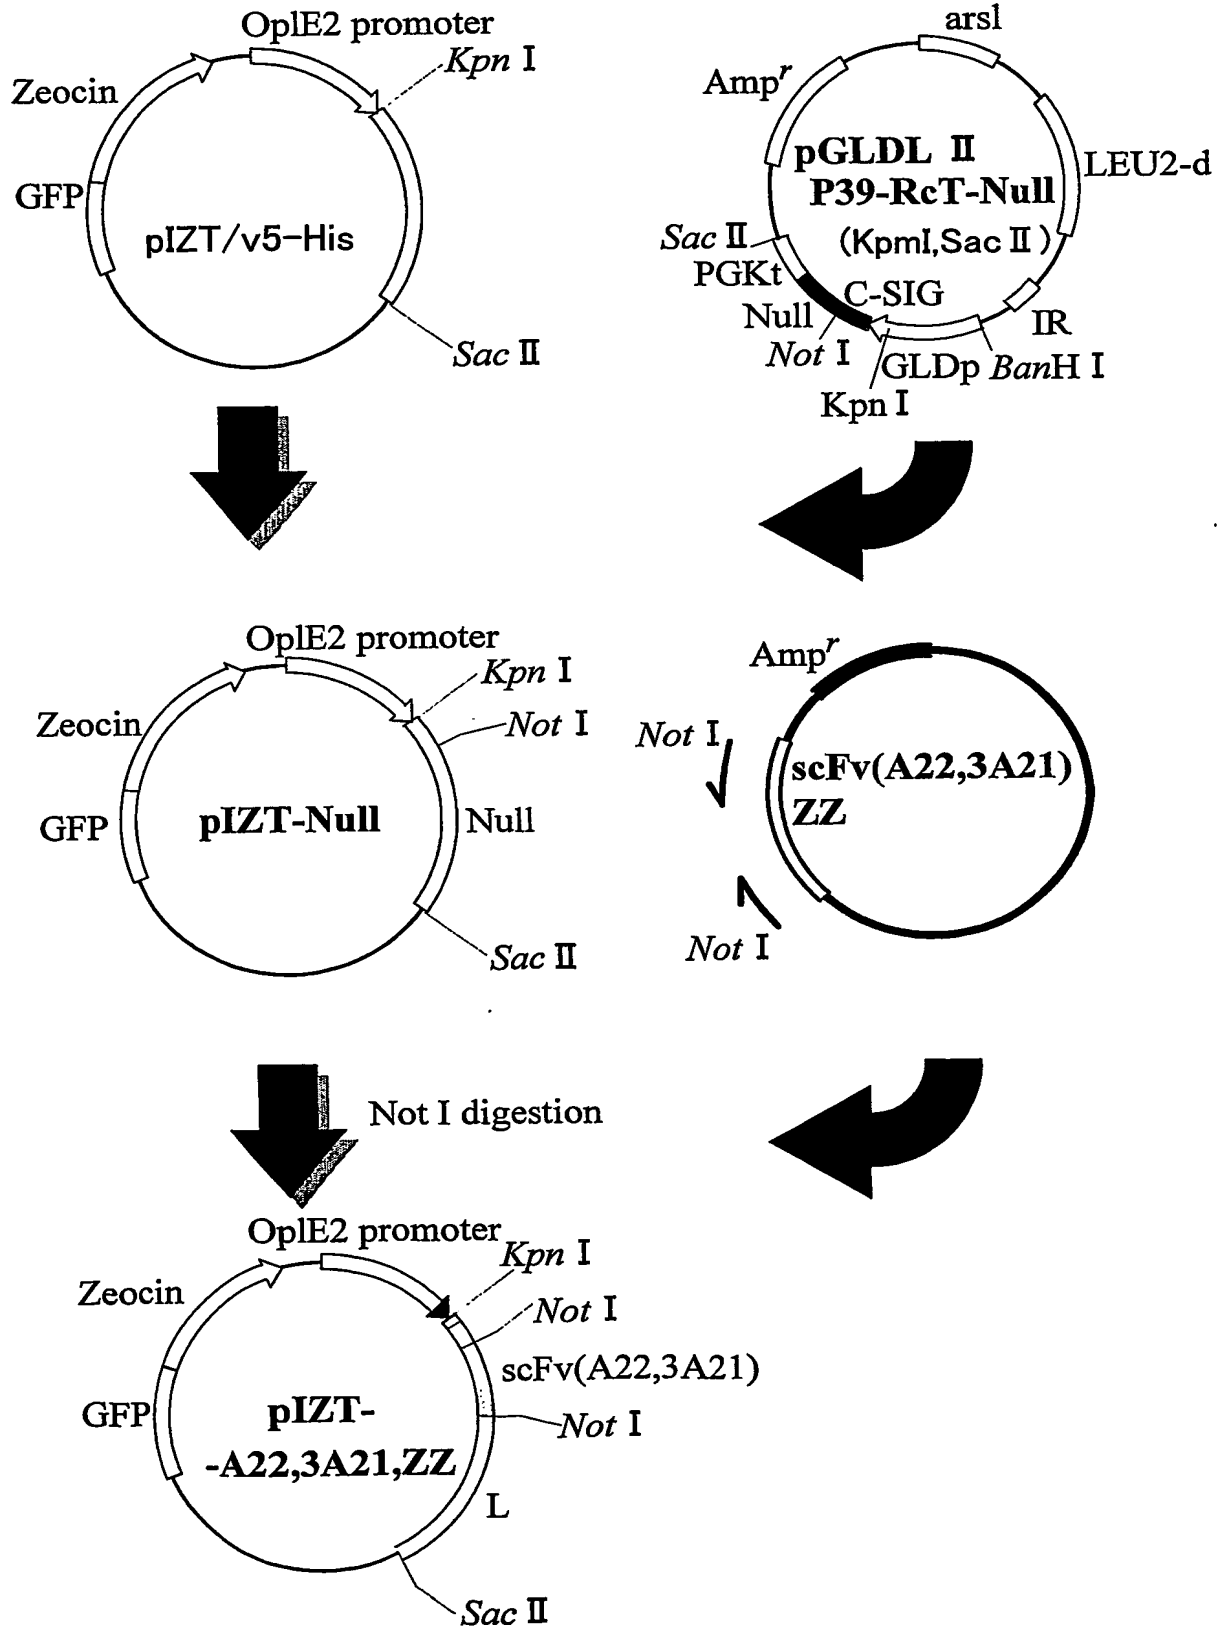 OplE2 promoter
Kpn I
Zeocin
GFP
pIZT/v5-His
Sac II
arsl
Amp^r
pGLDL II
P39-RcT-Null
(KpmI,Sac II)
LEU2-d
Sac II
PGKt
C-SIG
Null
Not I
IR
GLDp
BanH I
Kpn I
OplE2 promoter
Kpn I
Not I
Zeocin
GFP
pIZT-Null
Null
Sac II
Amp^r
Not I
scFv(A22,3A21)
ZZ
Not I
Not I digestion
OplE2 promoter
Kpn I
Zeocin
Not I
scFv(A22,3A21)
GFP
pIZT-
-A22,3A21,ZZ
Not I
L
Sac II